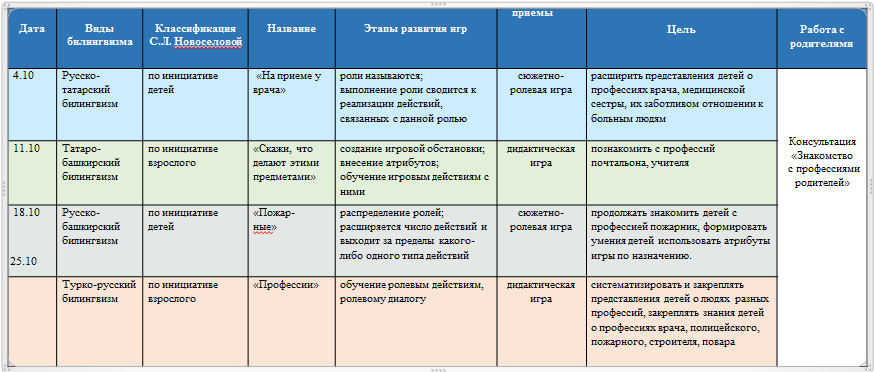 Дата
Виды
билингвизма
Классификация
С.Л. Новоселовой
Название
Этапы развития игр
приемы
Цель
Работа с
родителями
4.10
Русско-
татарский
билингвизм
по инициативе
детей
«На приеме у
врача»
роли называются;
выполнение роли сводится к
реализации действий,
связанных с данной ролью
сюжетно-
ролевая игра
расширить представления детей о
профессиях врача, медицинской
сестры, их заботливом отношении к
больным людям
11.10
Татаро-
башкирский
билингвизм
по инициативе
взрослого
«Скажи, что
делают этими
предметами»
создание игровой обстановки;
внесение атрибутов;
обучение игровым действиям с
ними
дидактическая
игра
познакомить с профессий
почтальона, учителя
Консультация
«Знакомство
с профессиями
родителей»
18.10
Русско-
башкирский
билингвизм
по инициативе
детей
«Пожар-
ные»
распределение ролей;
расширяется число действий и
выходит за пределы какого-
либо одного типа действий
сюжетно-
ролевая игра
продолжать знакомить детей с
профессией пожарник, формировать
умения детей использовать атрибуты
игры по назначению.
25.10
Турко-русский
билингвизм
по инициативе
взрослого
«Профессии»
обучение ролевым действиям,
ролевому диалогу
дидактическая
игра
систематизировать и закреплять
представления детей о людях разных
профессий, закреплять знания детей
о профессиях врача, полицейского,
пожарного, строителя, повара